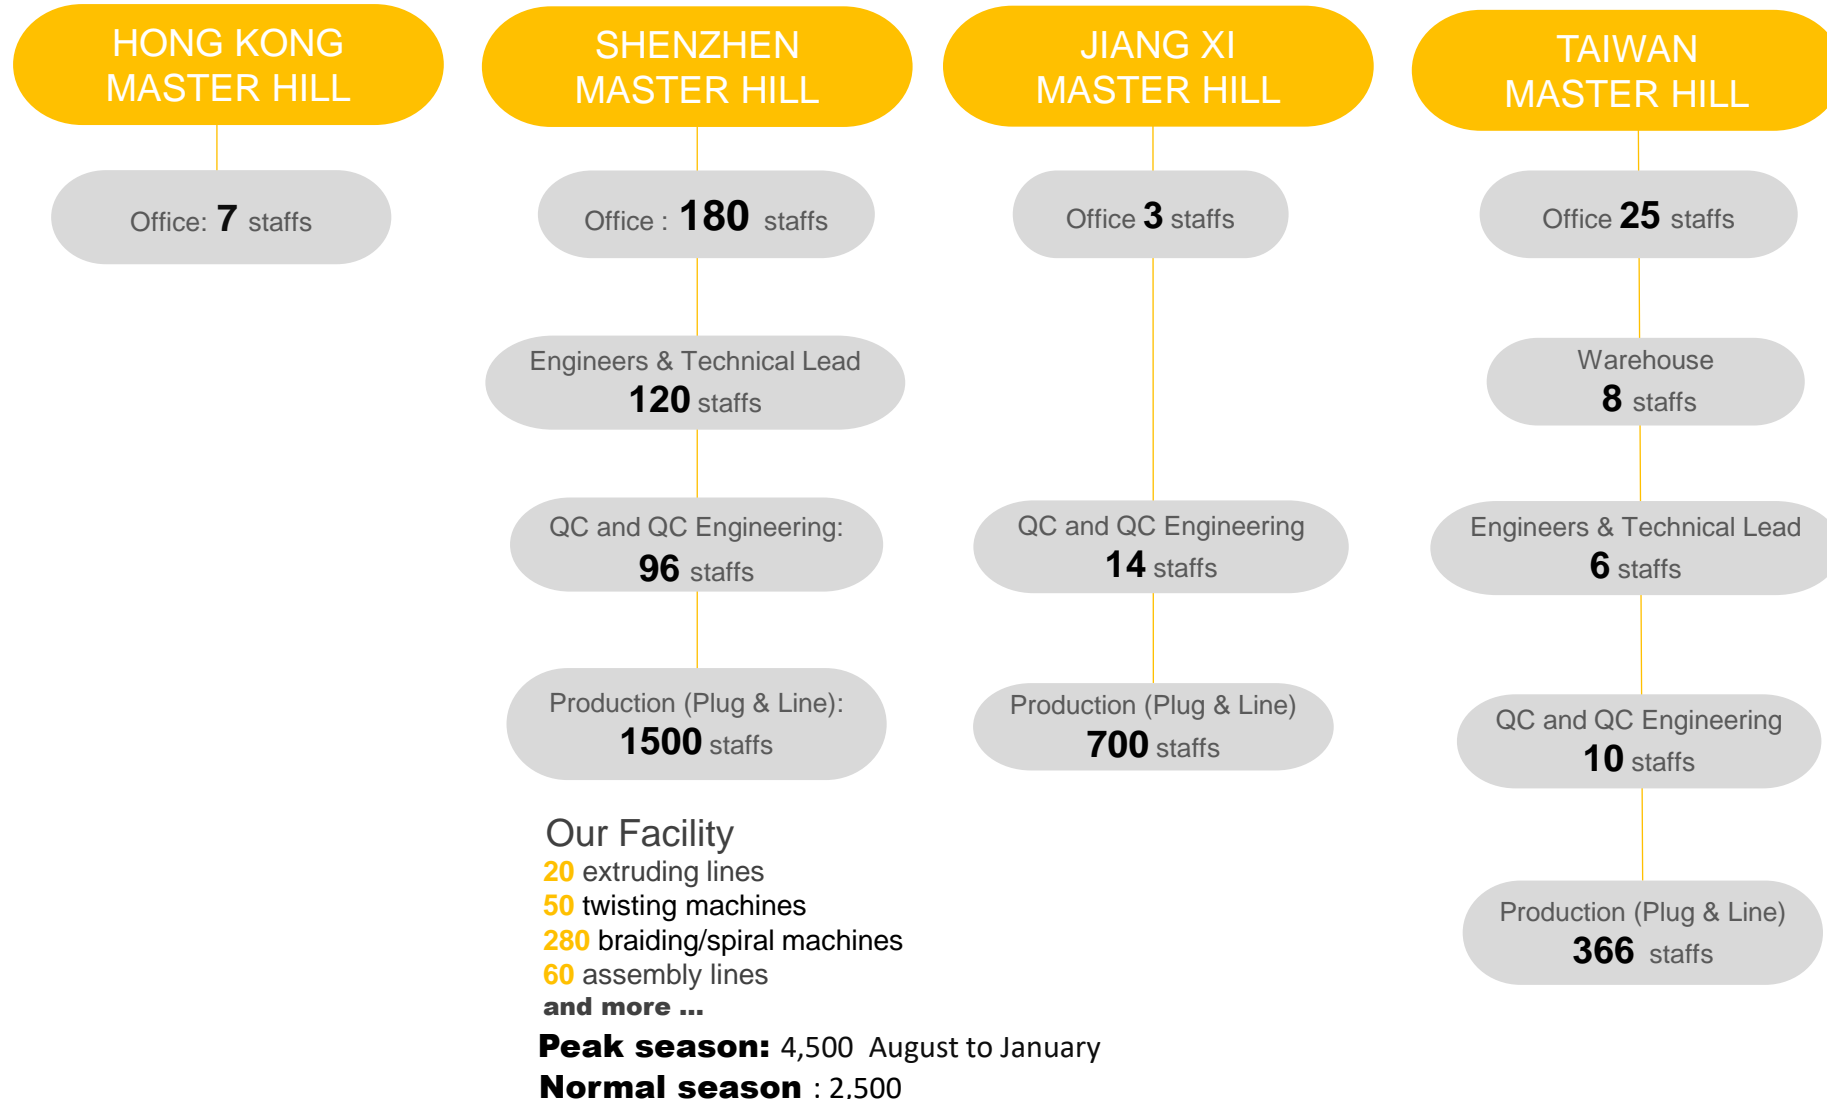 HONG KONG
MASTER HILL
Office: 7 staffs
SHENZHEN
MASTER HILL
Office : 180 staffs
Engineers & Technical Lead
120 staffs
QC and QC Engineering:
96 staffs
Production (Plug & Line):
1500 staffs
JIANG XI
MASTER HILL
Office 3 staffs
QC and QC Engineering
14 staffs
Production (Plug & Line)
700 staffs
TAIWAN
MASTER HILL
Office 25 staffs
Warehouse
8 staffs
Engineers & Technical Lead
6 staffs
QC and QC Engineering
10 staffs
Production (Plug & Line)
366 staffs
Our Facility
20 extruding lines
50 twisting machines
280 braiding/spiral machines
60 assembly lines
and more ...
Peak season: 4,500 August to January
Normal season : 2,500